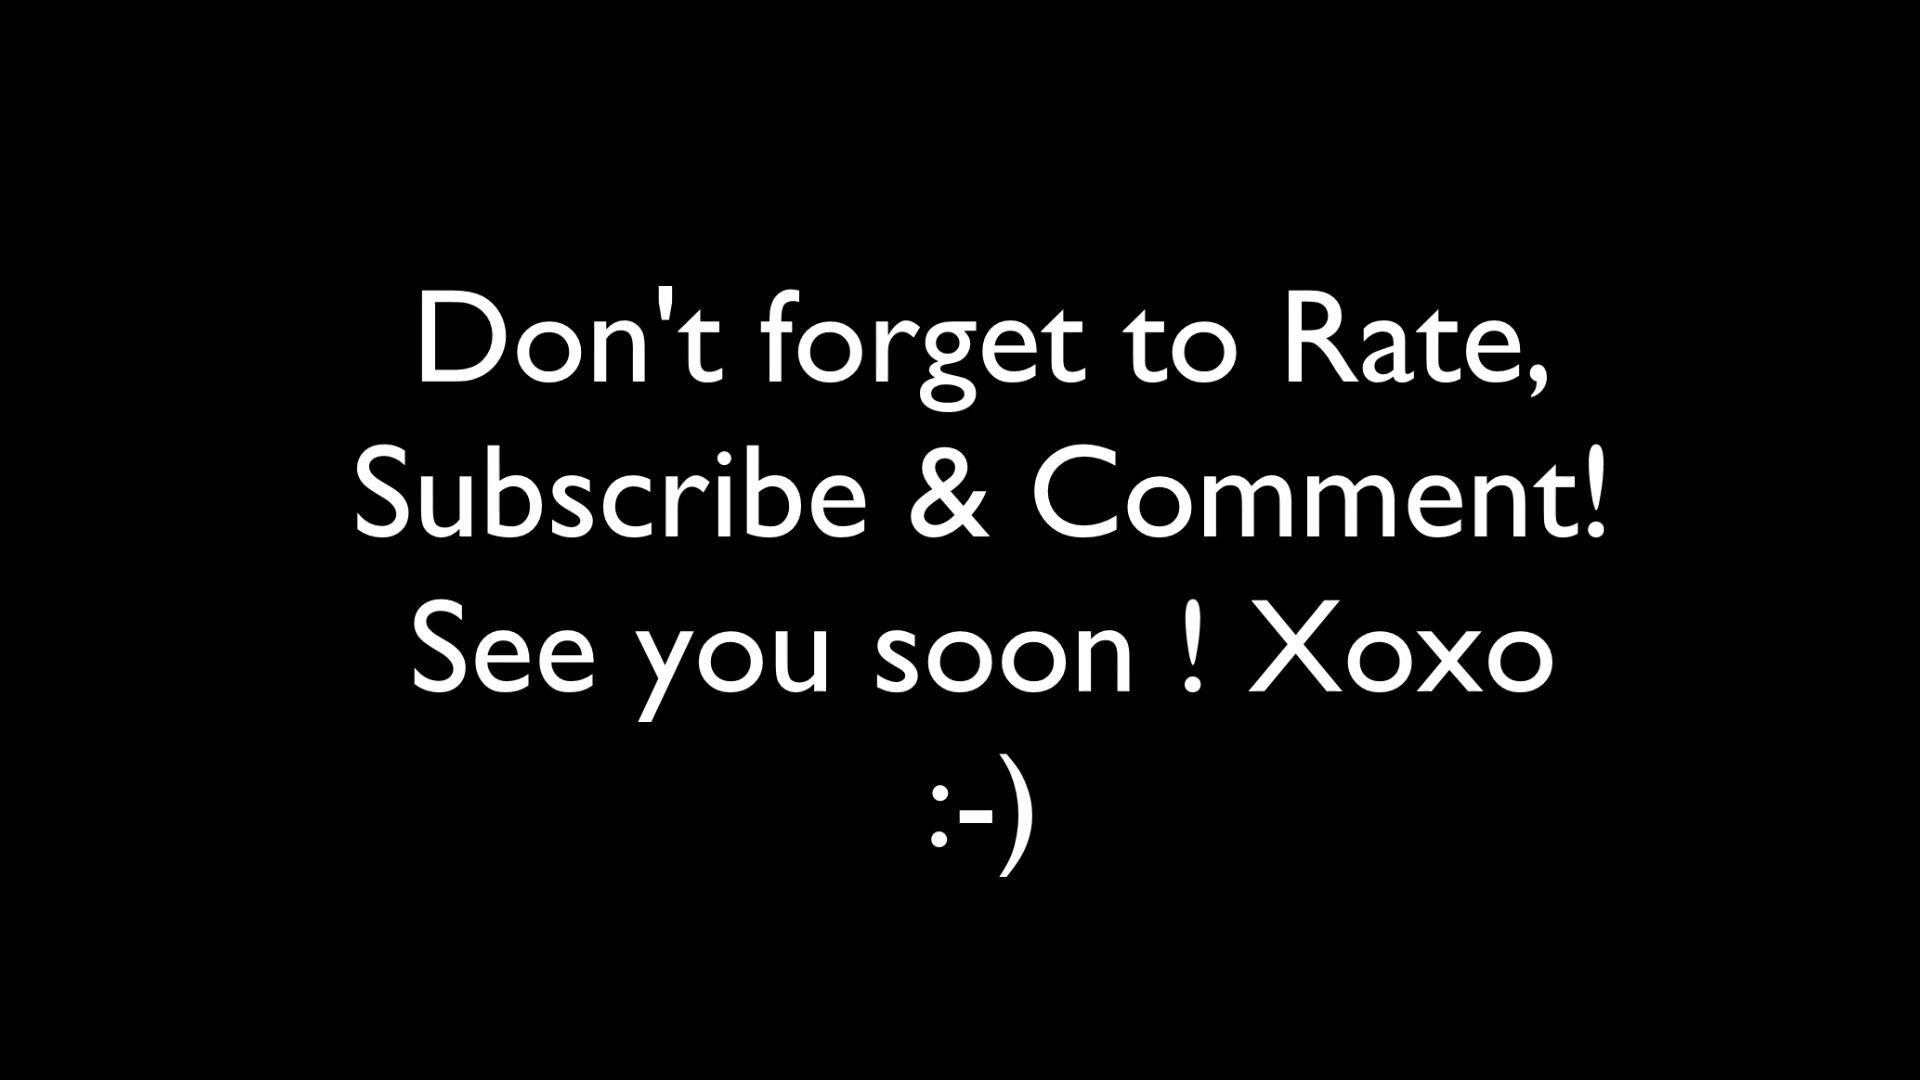 Don't forget to Rate,
Subscribe & Comment!
See you soon ! Xoxo
:-)